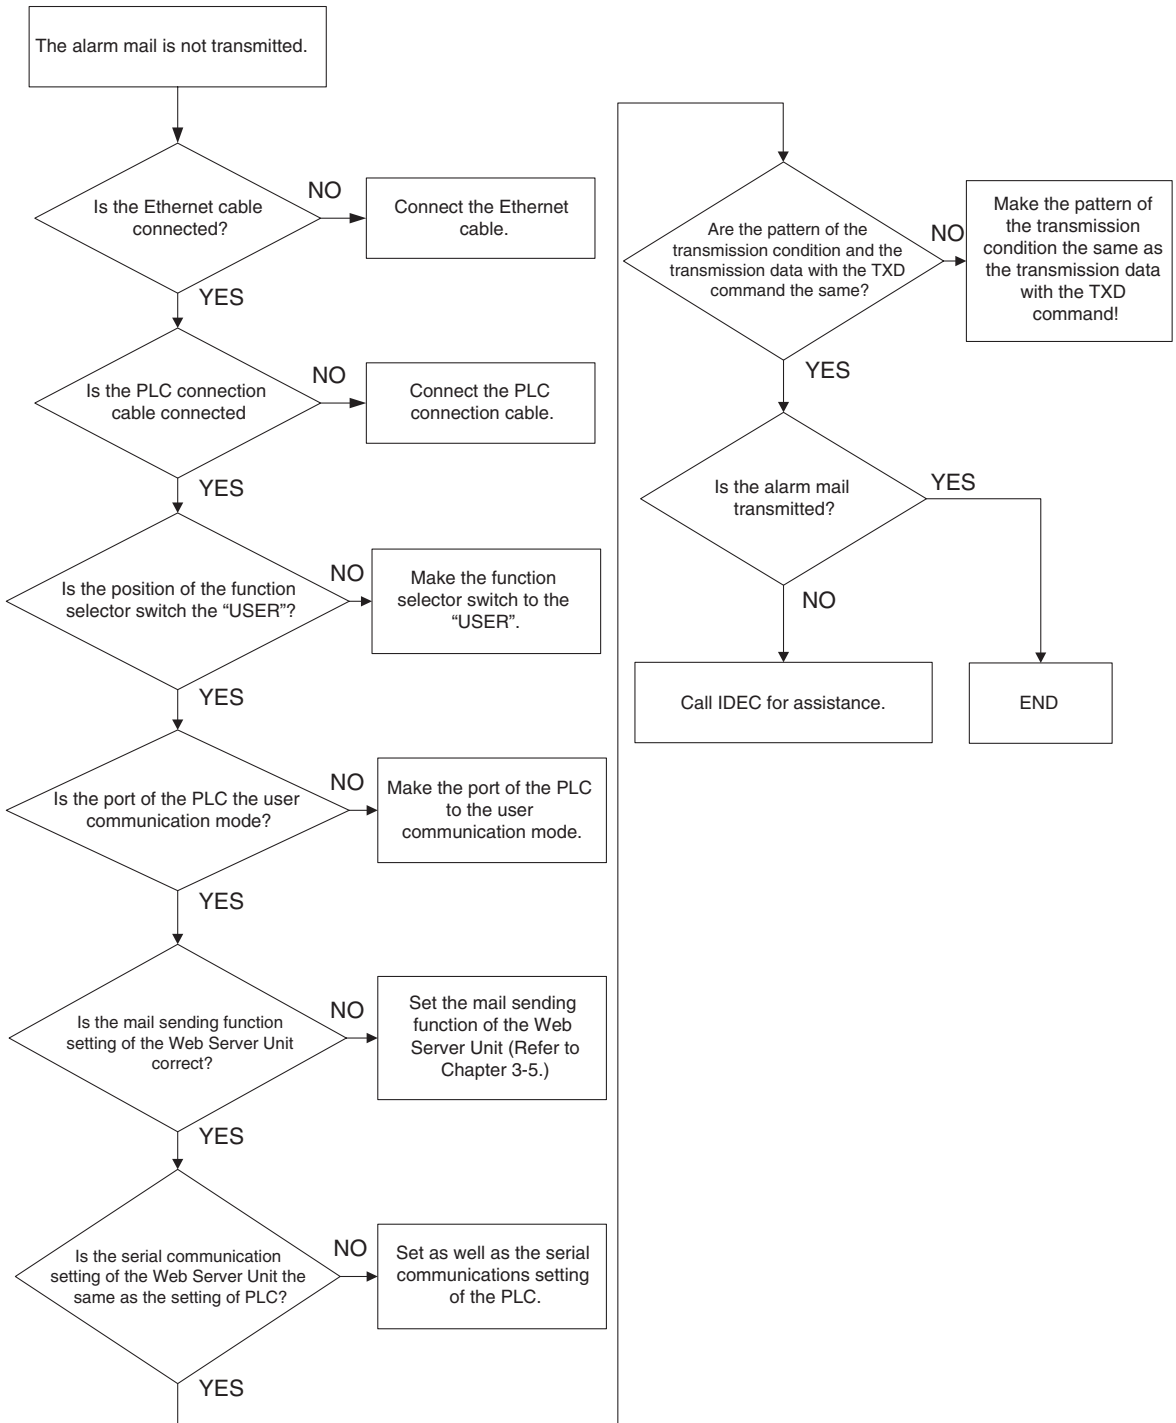 The alarm mail is not transmitted.
Is the Ethernet cable
connected?
NO
Connect the Ethernet
cable.
YES
Is the PLC connection
cable connected
NO
Connect the PLC
connection cable.
YES
Is the position of the function
selector switch the “USER”?
NO
Make the function
selector switch to the
“USER”.
YES
Is the port of the PLC the user
communication mode?
NO
Make the port of the PLC
to the user
communication mode.
YES
Is the mail sending function
setting of the Web Server Unit
correct?
NO
Set the mail sending
function of the Web
Server Unit (Refer to
Chapter 3-5.)
YES
Is the serial communication
setting of the Web Server Unit the
same as the setting of PLC?
NO
Set as well as the serial
communications setting
of the PLC.
YES
Are the pattern of the
transmission condition and the
transmission data with the TXD
command the same?
NO
Make the pattern of
the transmission
condition the same as
the transmission data
with the TXD
command!
YES
Is the alarm mail
transmitted?
YES
NO
Call IDEC for assistance.
END